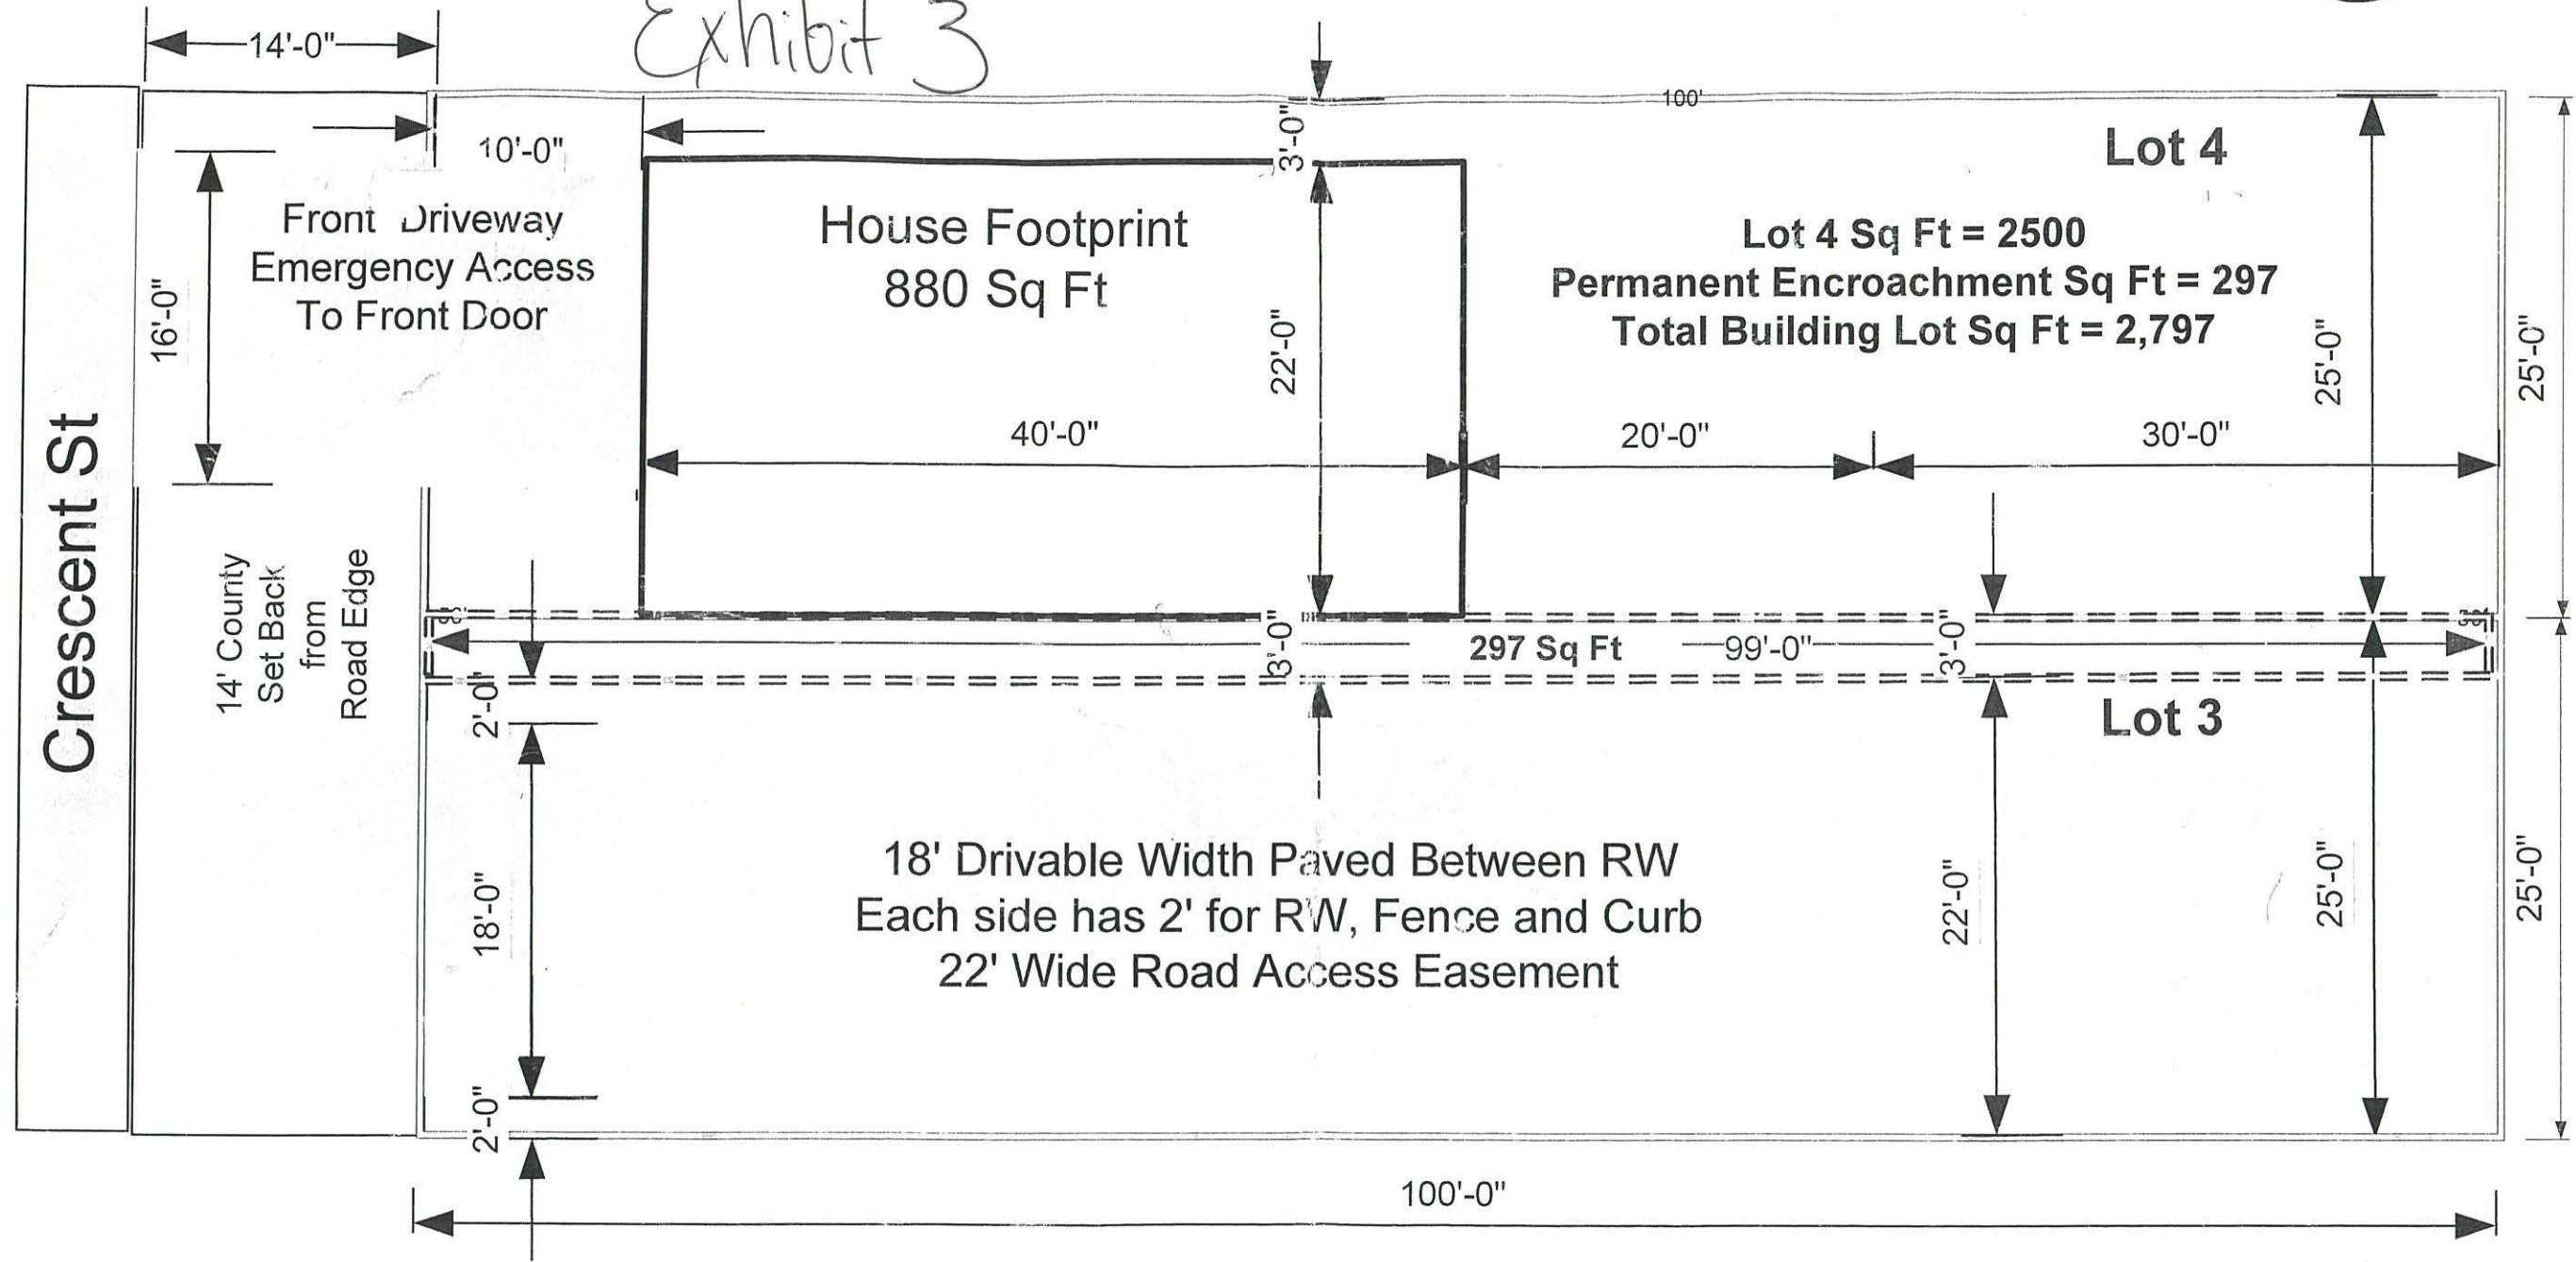 Exhibit 3
14'-0"
100'
10'-0"
3'-0"
Lot 4
Front Driveway
Emergency Access
To Front Door
House Footprint
880 Sq Ft
Lot 4 Sq Ft = 2500
Permanent Encroachment Sq Ft = 297
Total Building Lot Sq Ft = 2,797
16'-0"
22'-0"
25'-0"
25'-0"
40'-0"
20'-0"
30'-0"
Crescent St
14' County
Set Back
from
Road Edge
3'-0"
297 Sq Ft
99'-0"
3'-0"
2'-0"
Lot 3
18' Drivable Width Paved Between RW
Each side has 2' for RW, Fence and Curb
22' Wide Road Access Easement
18'-0"
22'-0"
25'-0"
25'-0"
2'-0"
100'-0"